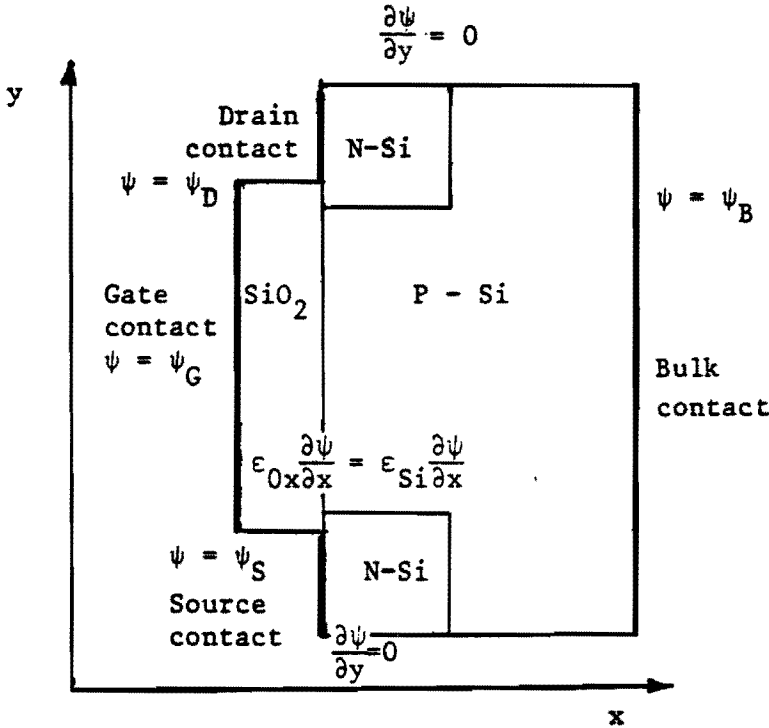 ∂ψ/∂y = 0
y
Drain
contact
N-Si
ψ = ψ_D
ψ = ψ_B
Gate
contact
ψ = ψ_G
SiO₂
P - Si
Bulk
contact
ε_Ox ∂ψ/∂x = ε_Si ∂ψ/∂x
ψ = ψ_S
Source
contact
N-Si
∂ψ/∂y = 0
x